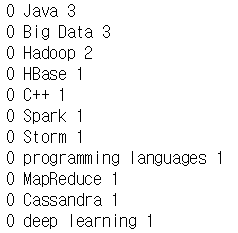 0 Java 3
0 Big Data 3
0 Hadoop 2
0 HBase 1
0 C++ 1
0 Spark 1
0 Storm 1
0 programming languages 1
0 MapReduce 1
0 Cassandra 1
0 deep learning 1